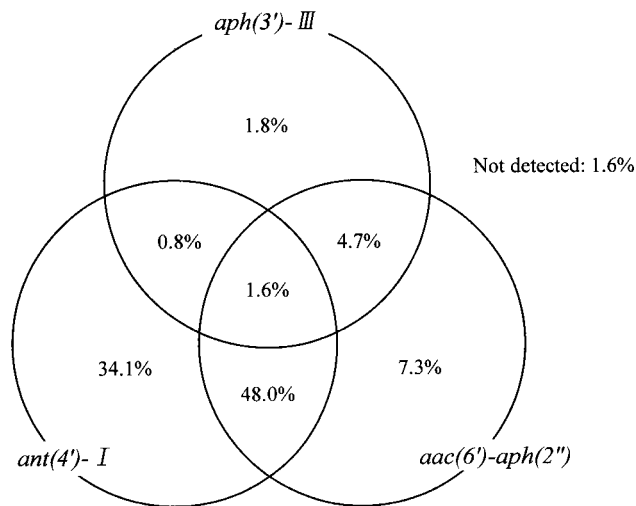 aph(3')-Ⅲ
1.8%
Not detected: 1.6%
0.8%
4.7%
1.6%
34.1%
7.3%
48.0%
ant(4')-Ⅰ
aac(6')-aph(2")